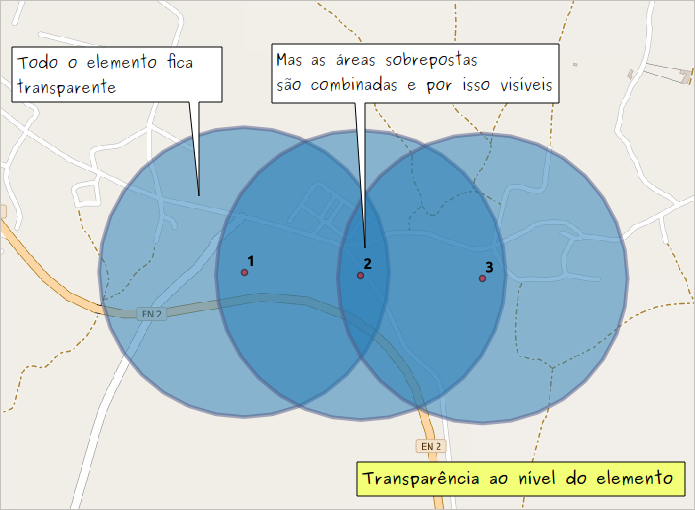 Todo o elemento fica
transparente
Mas as áreas sobrepostas
são combinadas e por isso visíveis
1
2
3
EN 2
EN 2
Transparência ao nível do elemento